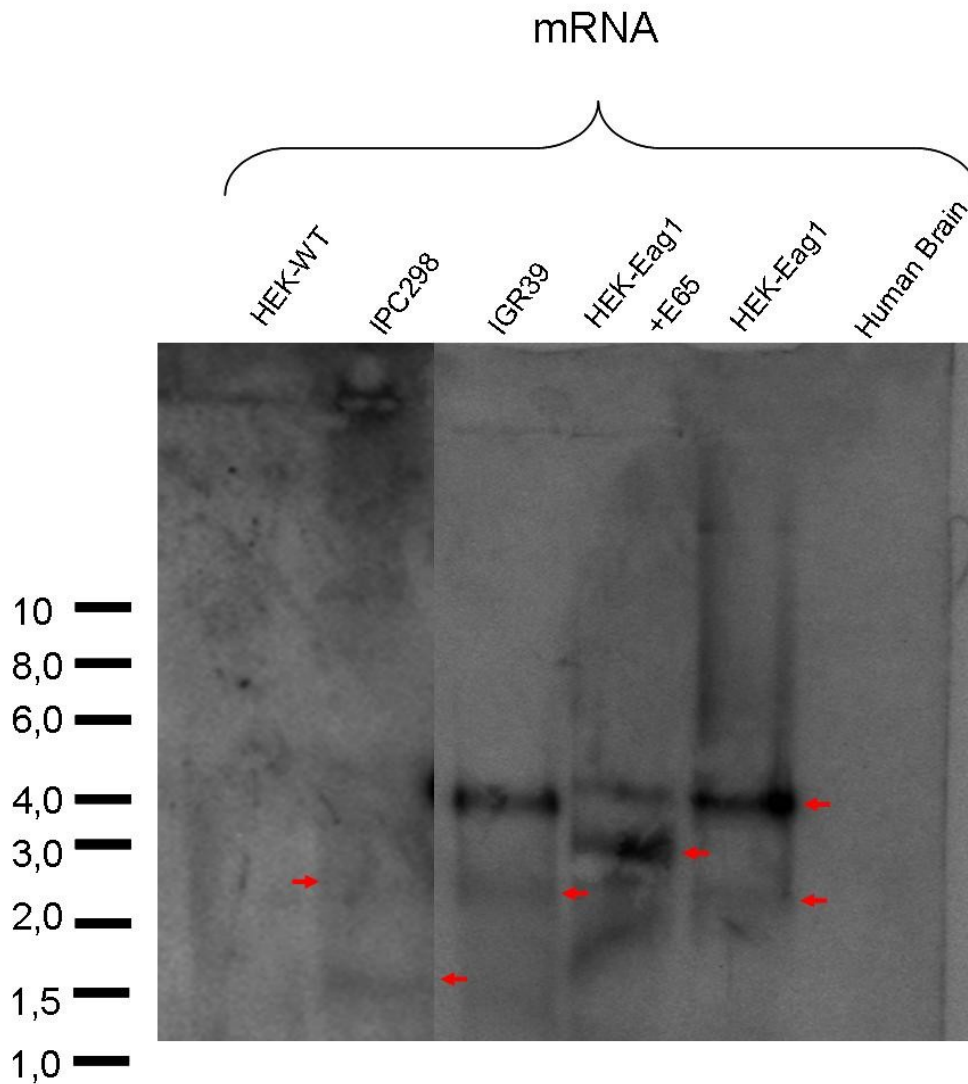 mRNA
HEK-WT
IPC298
IGR39
HEK-Eag1
+E65
HEK-Eag1
Human Brain
10
8,0
6,0
4,0
3,0
2,0
1,5
1,0